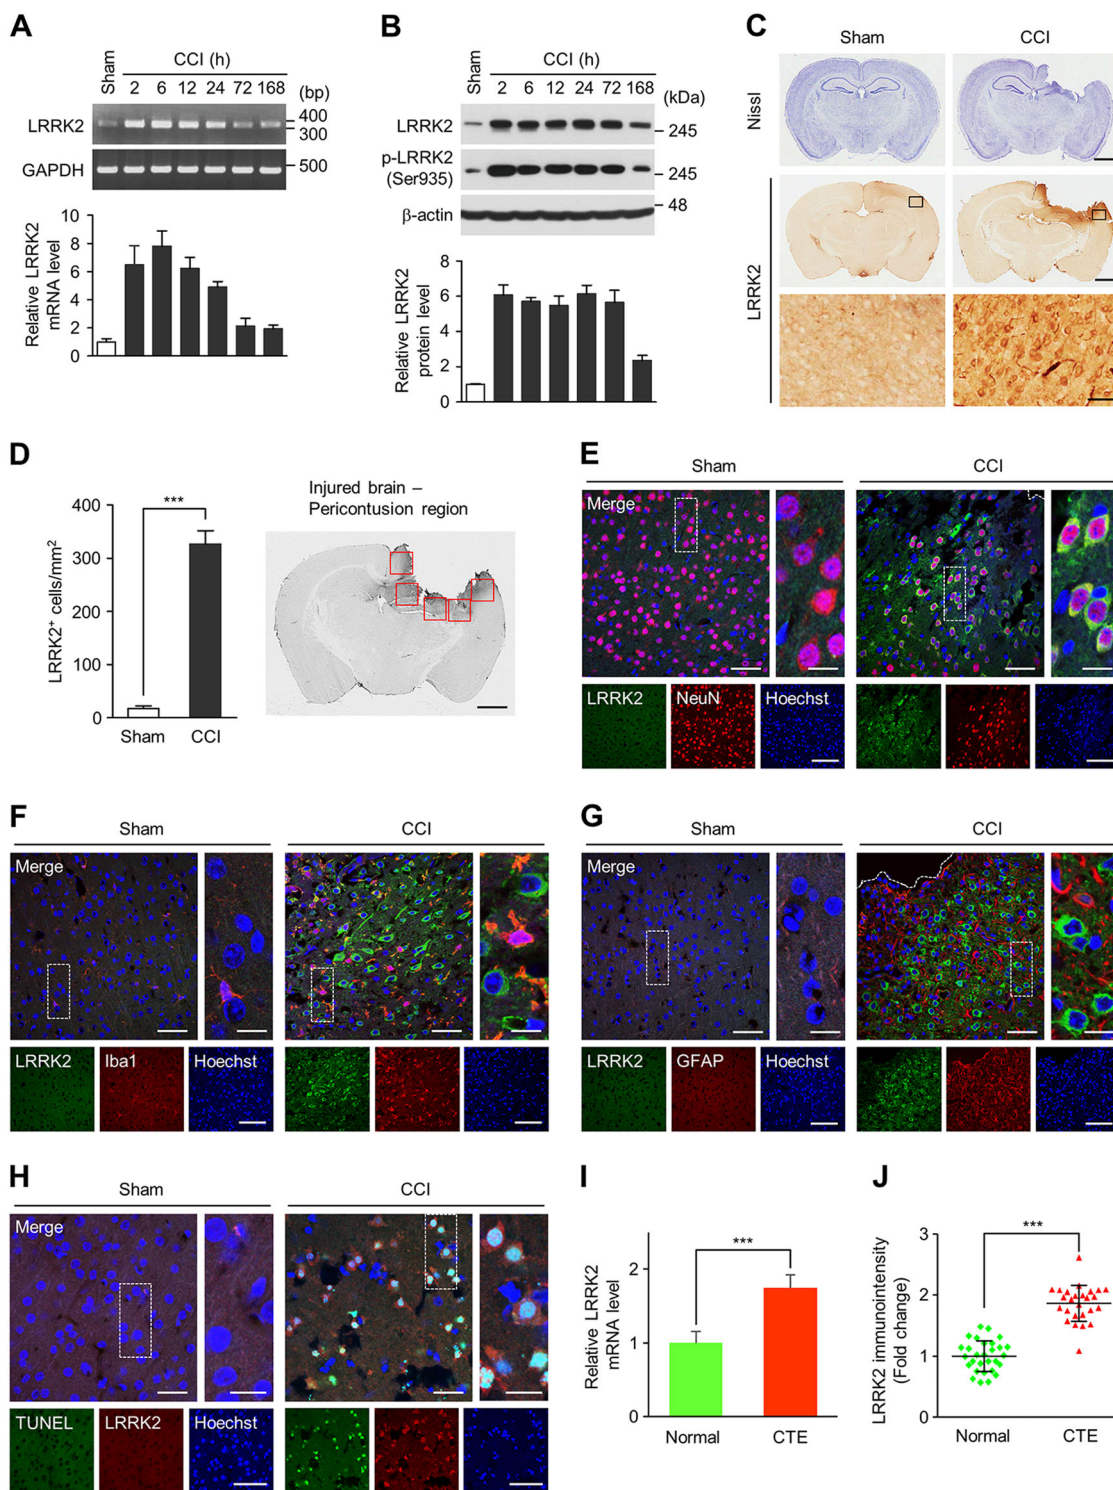 A
Sham
CCI (h)
2 6 12 24 72 168
(bp)
LRRK2
400
300
GAPDH
500
Relative LRRK2
mRNA level
10
8
6
4
2
0
B
Sham
CCI (h)
2 6 12 24 72 168
(kDa)
LRRK2
245
p-LRRK2
(Ser935)
245
48
β-actin
Relative LRRK2
protein level
8
6
4
2
0
C
Sham CCI
Nissl
LRRK2
D
***
LRRK2+ cells/mm2
400
300
200
100
0
Sham CCI
Injured brain –
Pericontusion region
E
Sham CCI
Merge
LRRK2 NeuN Hoechst
F
Sham CCI
Merge
LRRK2 Iba1 Hoechst
G
Sham CCI
Merge
LRRK2 GFAP Hoechst
H
Sham CCI
Merge
TUNEL LRRK2 Hoechst
I
***
Relative LRRK2
mRNA level
2
1
0
Normal CTE
J
***
LRRK2 immunointensity
(Fold change)
3
2
1
0
Normal CTE